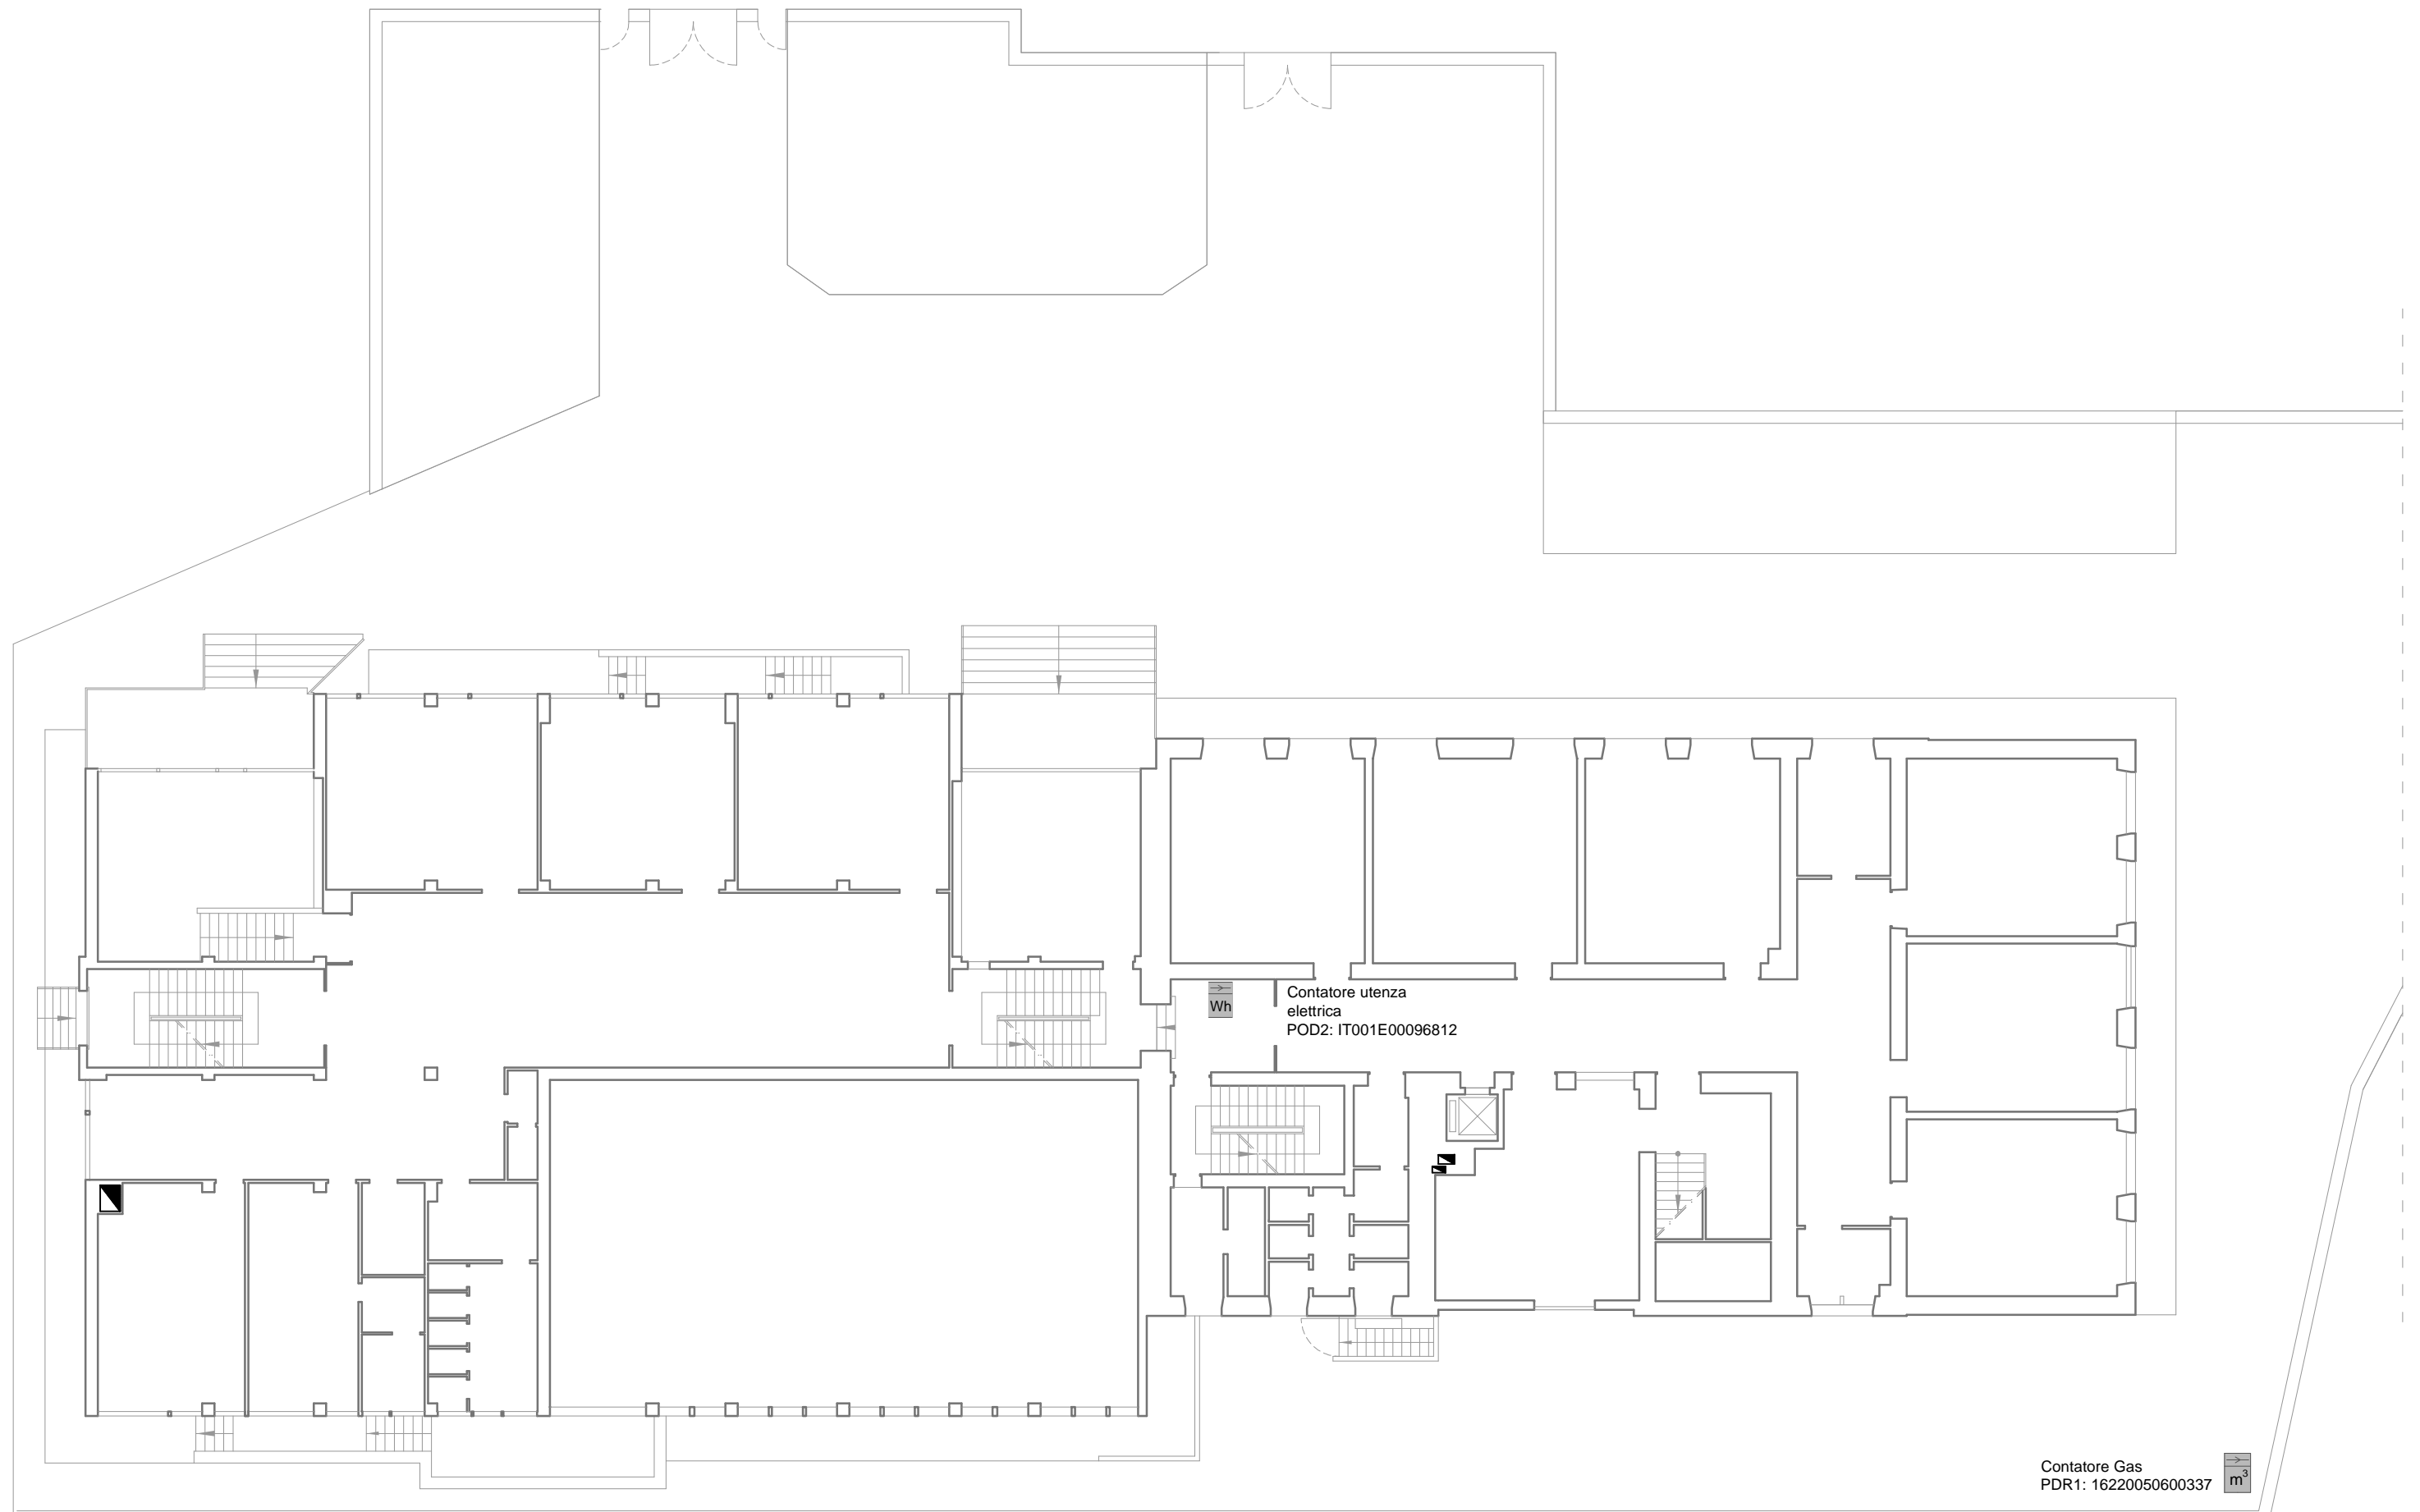 Wh
Contatore utenza
elettrica
POD2: IT001E00096812
Contatore Gas
PDR1: 16220050600337
m³